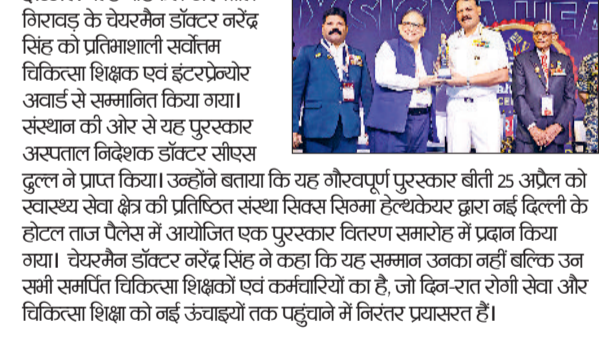 गिरावड़ के चेयरमैन डॉक्टर नरेंद्र
सिंह को प्रतिभाशाली सर्वोत्तम
चिकित्सा शिक्षक एवं इंटरप्रेन्योर
अवार्ड से सम्मानित किया गया।
संस्थान की ओर से यह पुरस्कार
अस्पताल निदेशक डॉक्टर सीएस
दुल्ल ने प्राप्त किया। उन्होंने बताया कि यह गौरवपूर्ण पुरस्कार बीती 25 अप्रैल को
स्वास्थ्य सेवा क्षेत्र की प्रतिष्ठित संस्था सिक्स सिग्मा हेल्थकेयर द्वारा नई दिल्ली के
होटल ताज पैलेस में आयोजित एक पुरस्कार वितरण समारोह में प्रदान किया
गया। चेयरमैन डॉक्टर नरेंद्र सिंह ने कहा कि यह सम्मान उनका नहीं बल्कि उन
सभी समर्पित चिकित्सा शिक्षकों एवं कर्मचारियों का है, जो दिन-रात रोगी सेवा और
चिकित्सा शिक्षा को नई ऊंचाइयों तक पहुंचाने में निरंतर प्रयासरत हैं।